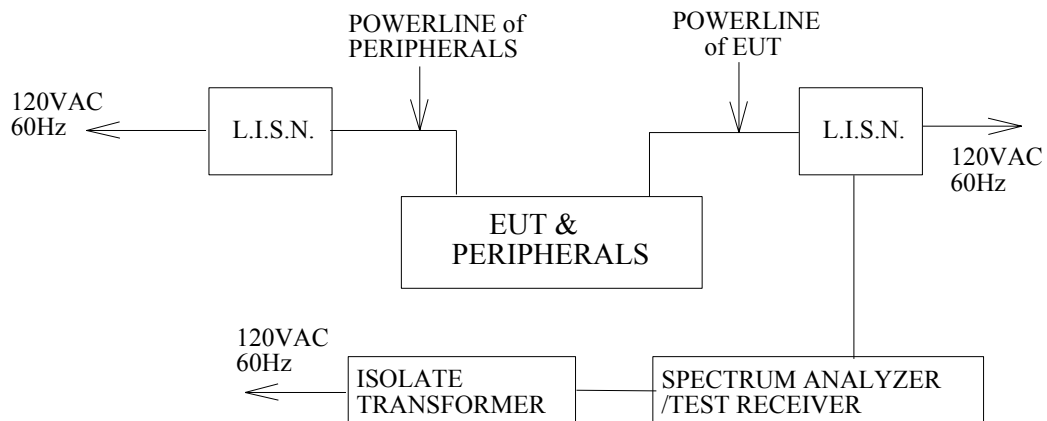 POWERLINE of
PERIPHERALS
POWERLINE
of EUT
120VAC
60Hz
L.I.S.N.
L.I.S.N.
120VAC
60Hz
EUT &
PERIPHERALS
120VAC
60Hz
ISOLATE
TRANSFORMER
SPECTRUM ANALYZER
/TEST RECEIVER